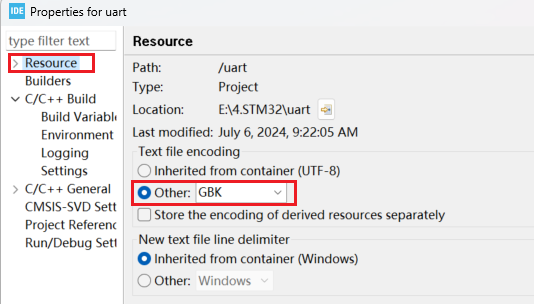 IDE Properties for uart
type filter text
Resource
Builders
C/C++ Build
Build Variable
Environment
Logging
Settings
C/C++ General
CMSIS-SVD Sett
Project Referenc
Run/Debug Sett
Resource
Path: /uart
Type: Project
Location: E:\4.STM32\uart
Last modified: July 6, 2024, 9:22:05 AM
Text file encoding
Inherited from container (UTF-8)
Other: GBK
Store the encoding of derived resources separately
New text file line delimiter
Inherited from container (Windows)
Other: Windows